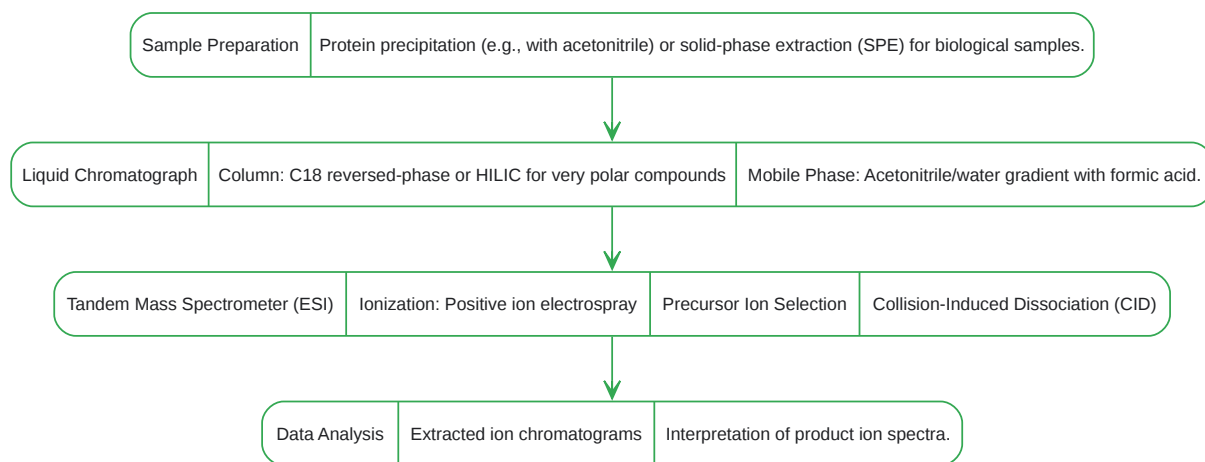 Sample Preparation
Protein precipitation (e.g., with acetonitrile) or solid-phase extraction (SPE) for biological samples.
Liquid Chromatograph
Column: C18 reversed-phase or HILIC for very polar compounds
Mobile Phase: Acetonitrile/water gradient with formic acid.
Tandem Mass Spectrometer (ESI)
Ionization: Positive ion electrospray
Precursor Ion Selection
Collision-Induced Dissociation (CID)
Data Analysis
Extracted ion chromatograms
Interpretation of product ion spectra.